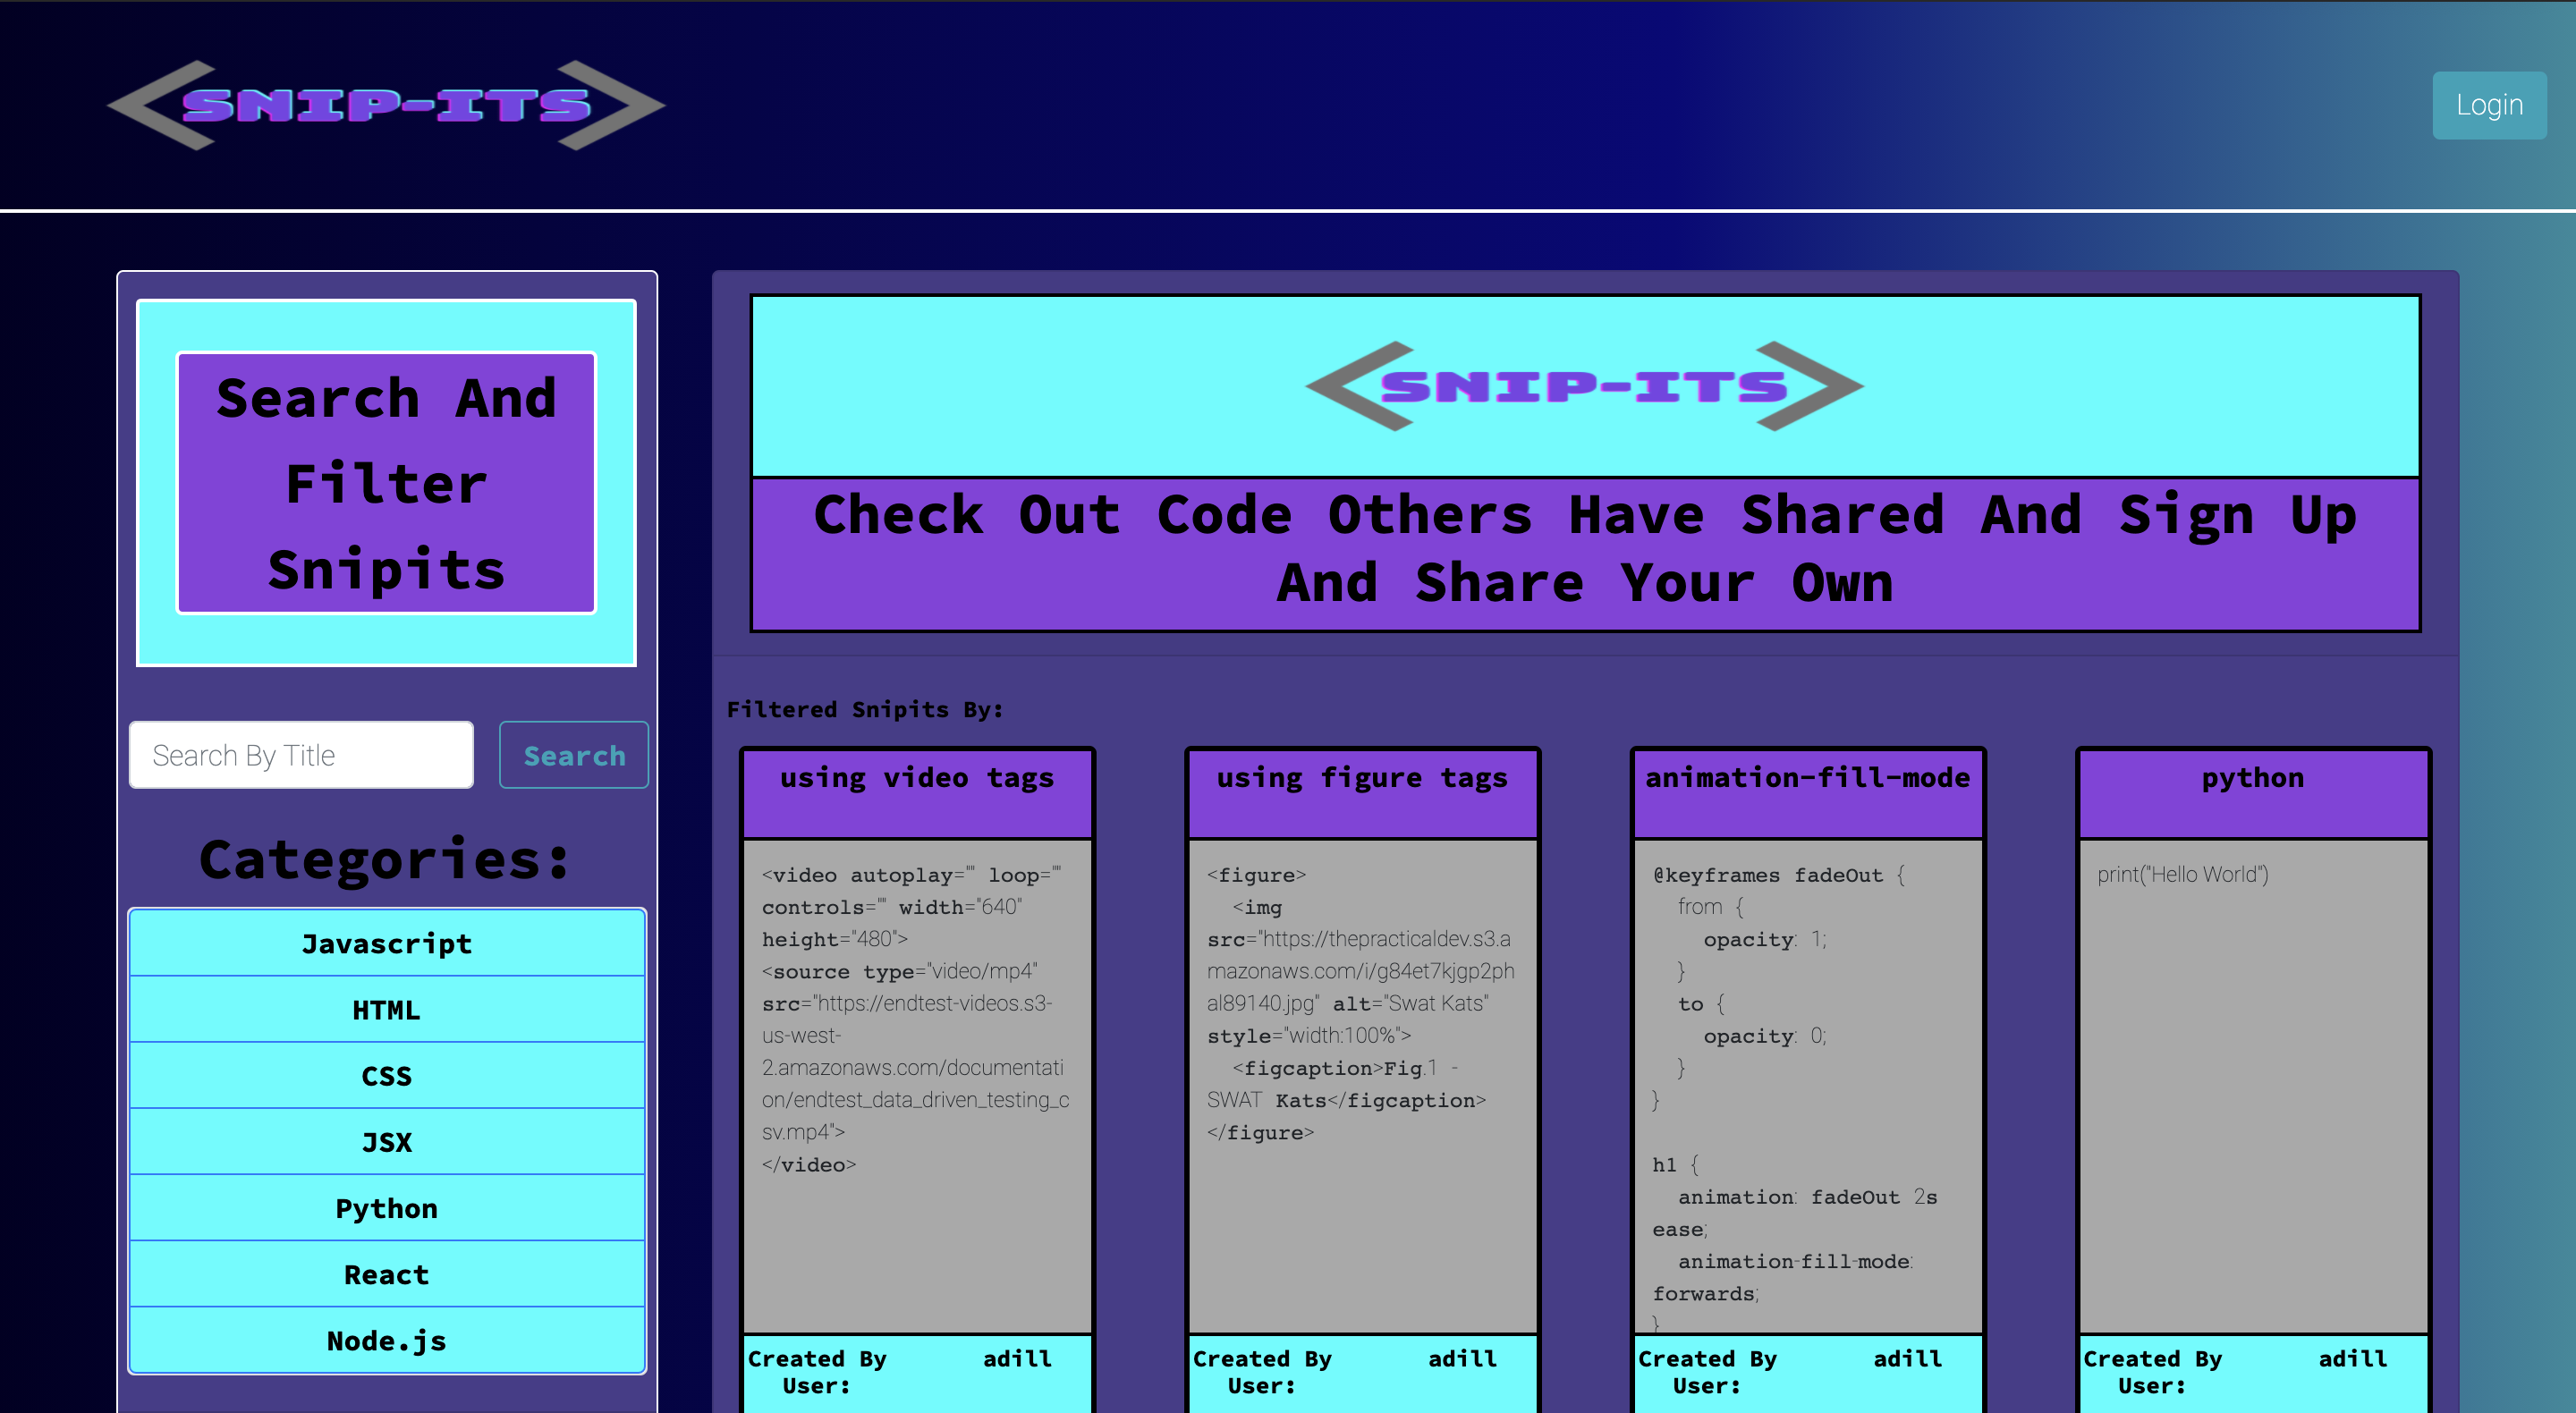 <SNIP-ITS>
Login
Search And
Filter
Snipits
Search By Title
Search
Categories:
Javascript
HTML
CSS
JSX
Python
React
Node.js
<SNIP-ITS>
Check Out Code Others Have Shared And Sign Up
And Share Your Own
Filtered Snipits By:
using video tags
<video autoplay="" loop=""
controls="" width="640"
height="480">
<source type="video/mp4"
src="https://endtest-videos.s3-
us-west-
2.amazonaws.com/documentati
on/endtest_data_driven_testing_c
sv.mp4">
</video>
Created By adill
User:
using figure tags
<figure>
<img
src="https://thepracticaldev.s3.a
mazonaws.com/i/g84et7kjgp2ph
al89140.jpg" alt="Swat Kats"
style="width:100%">
<figcaption>Fig.1 -
SWAT Kats</figcaption>
</figure>
Created By adill
User:
animation-fill-mode
@keyframes fadeOut {
from {
opacity: 1;
}
to {
opacity: 0;
}
}
h1 {
animation: fadeOut 2s
ease;
animation-fill-mode:
forwards;
}
Created By adill
User:
python
print("Hello World")
Created By adill
User: